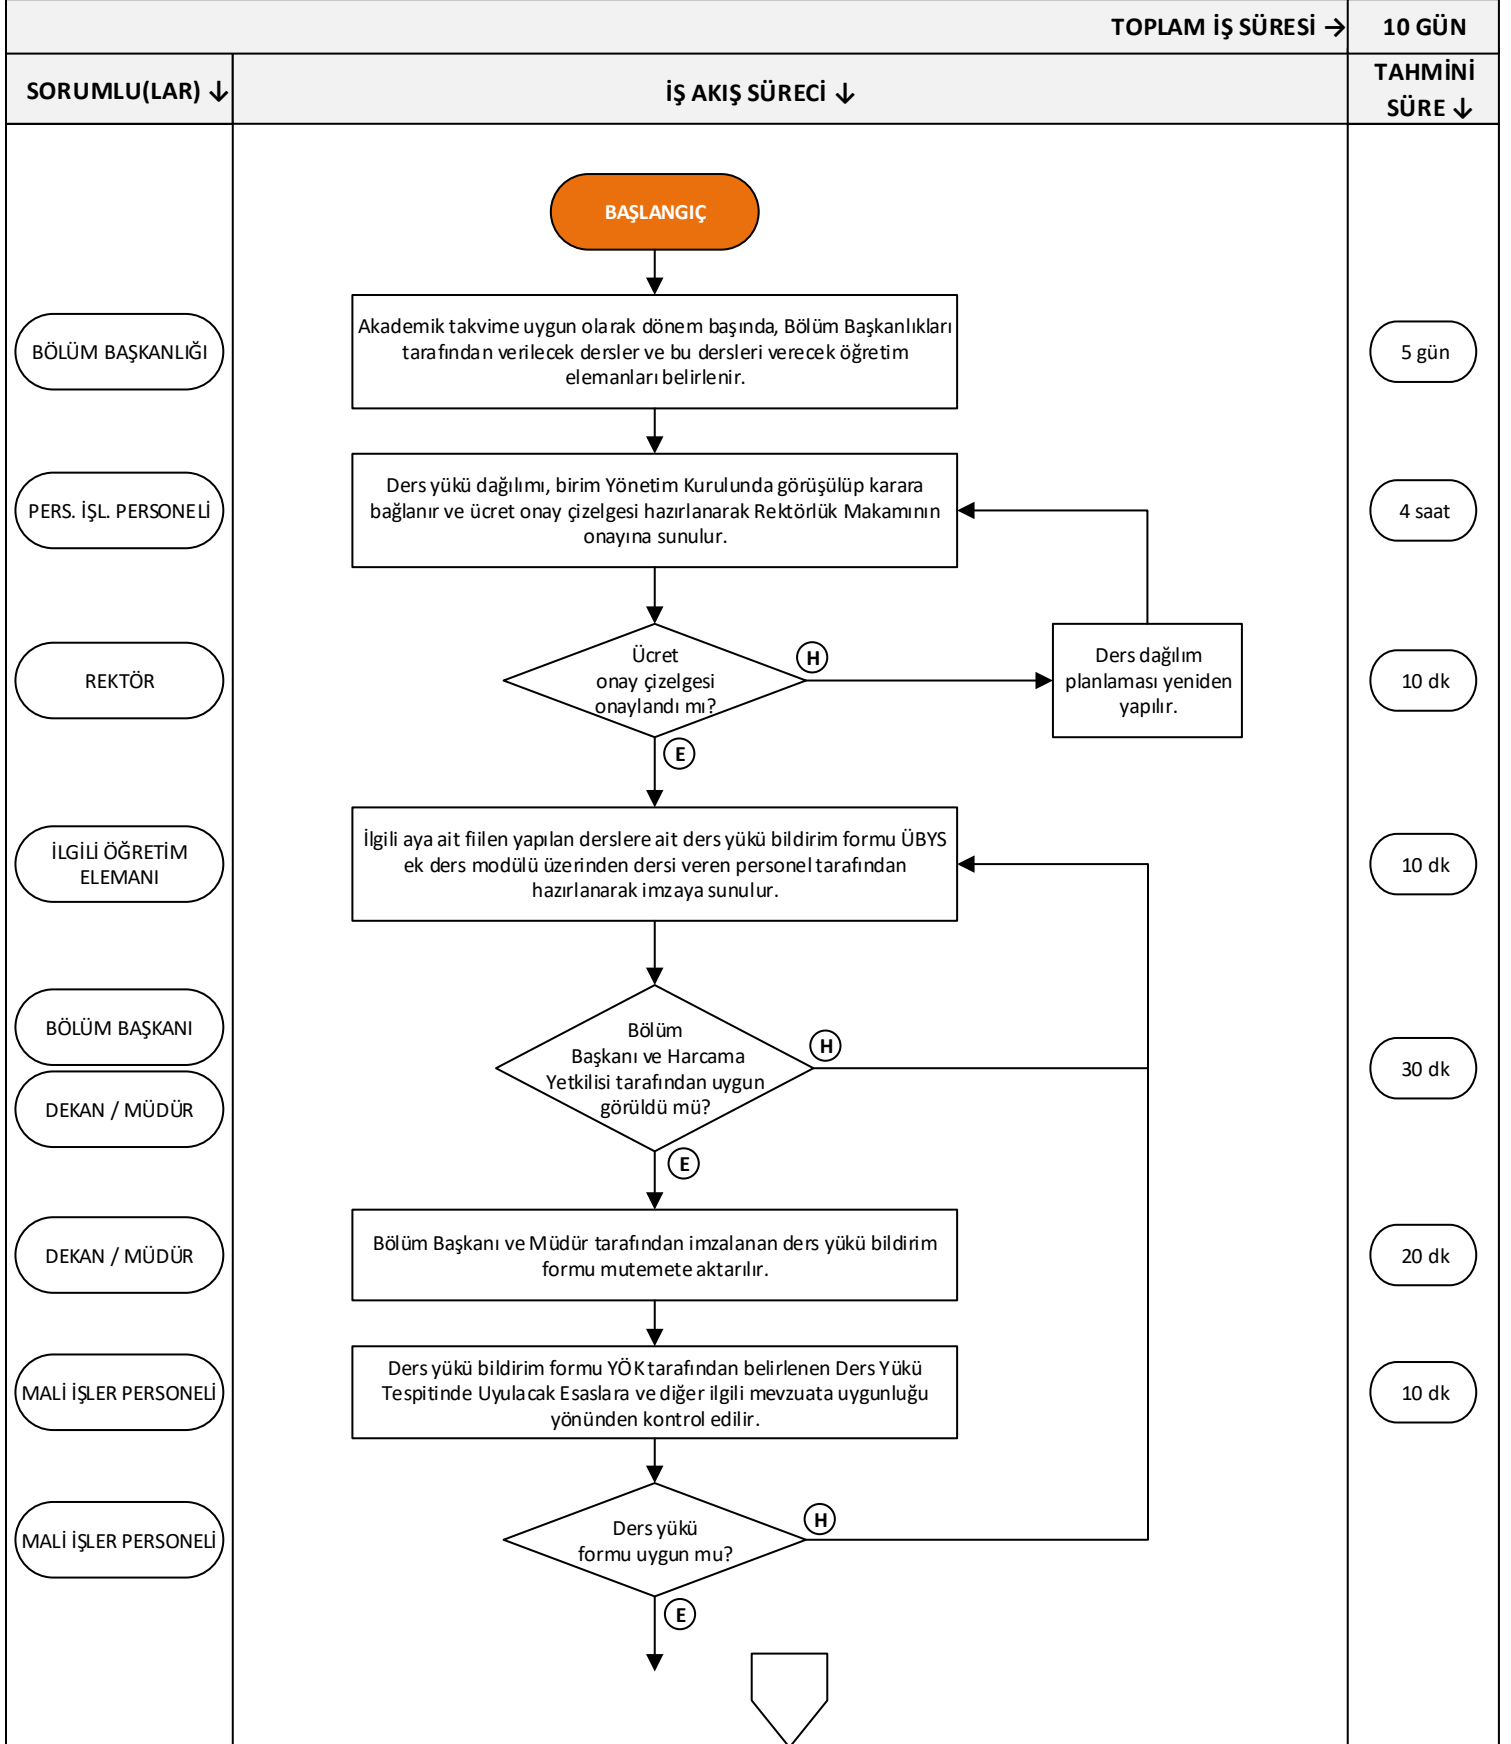 TOPLAM İŞ SÜRESİ →
10 GÜN
SORUMLU(LAR) ↓
İŞ AKIŞ SÜRECİ ↓
TAHMİNİ
SÜRE ↓
BAŞLANGIÇ
BÖLÜM BAŞKANLIĞI
Akademik takvime uygun olarak dönem başında, Bölüm Başkanlıkları
tarafından verilecek dersler ve bu dersleri verecek öğretim
elemanları belirlenir.
5 gün
PERS. İŞL. PERSONELİ
Ders yükü dağılımı, birim Yönetim Kurulunda görüşülüp karara
bağlanır ve ücret onay çizelgesi hazırlanarak Rektörlük Makamının
onayına sunulur.
4 saat
REKTÖR
Ücret
onay çizelgesi
onaylandı mı?
H
Ders dağılım
planlaması yeniden
yapılır.
10 dk
E
İLGİLİ ÖĞRETİM
ELEMANI
İlgili aya ait fiilen yapılan derslere ait ders yükü bildirim formu ÜBYS
ek ders modülü üzerinden dersi veren personel tarafından
hazırlanarak imzaya sunulur.
10 dk
BÖLÜM BAŞKANI
DEKAN / MÜDÜR
Bölüm
Başkanı ve Harcama
Yetkilisi tarafından uygun
görüldü mü?
H
30 dk
E
DEKAN / MÜDÜR
Bölüm Başkanı ve Müdür tarafından imzalanan ders yükü bildirim
formu mutemete aktarılır.
20 dk
MALİ İŞLER PERSONELİ
Ders yükü bildirim formu YÖK tarafından belirlenen Ders Yükü
Tespitinde Uyulacak Esaslara ve diğer ilgili mevzuata uygunluğu
yönünden kontrol edilir.
10 dk
MALİ İŞLER PERSONELİ
Ders yükü
formu uygun mu?
H
E